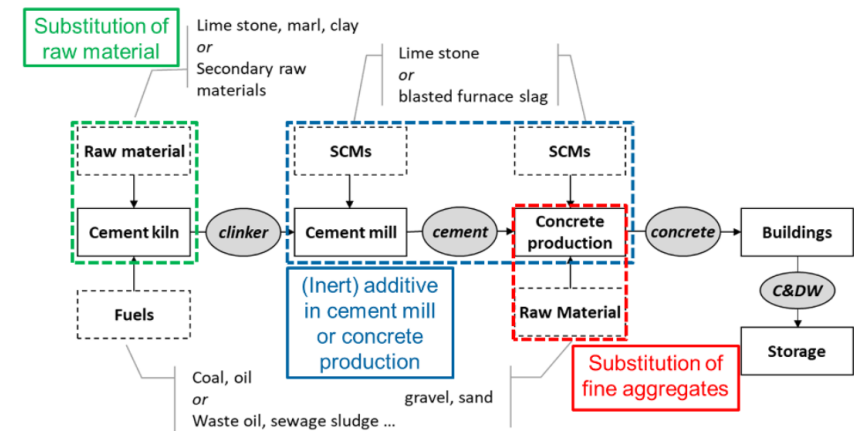 Substitution of
raw material
Lime stone, marl, clay
or
Secondary raw
materials
Lime stone
or
blasted furnace slag
Raw material
SCMs
SCMs
Cement kiln
clinker
Cement mill
cement
Concrete
production
concrete
Buildings
Fuels
(Inert) additive
in cement mill
or concrete
production
Raw Material
C&DW
Storage
Coal, oil
or
Waste oil, sewage sludge ...
gravel, sand
Substitution of
fine aggregates